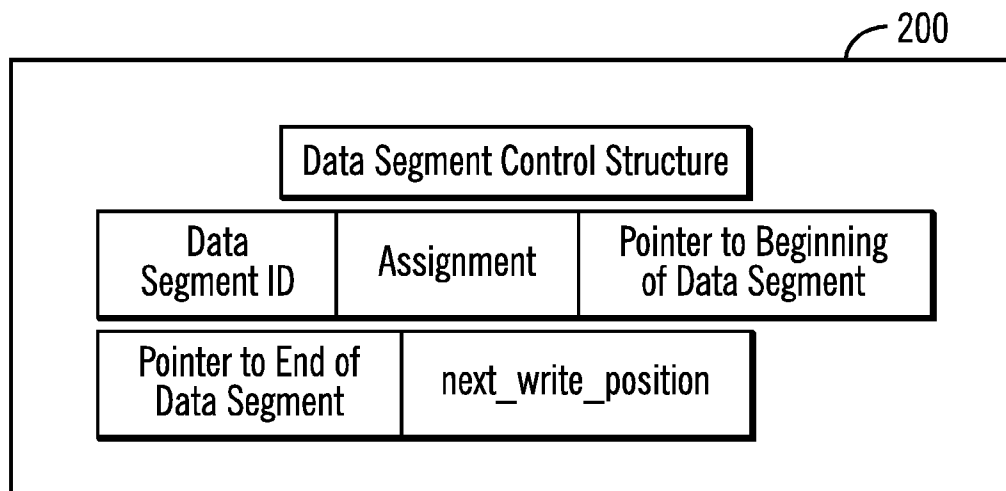 200
Data Segment Control Structure
Data
Segment ID
Assignment
Pointer to Beginning
of Data Segment
Pointer to End of
Data Segment
next_write_position